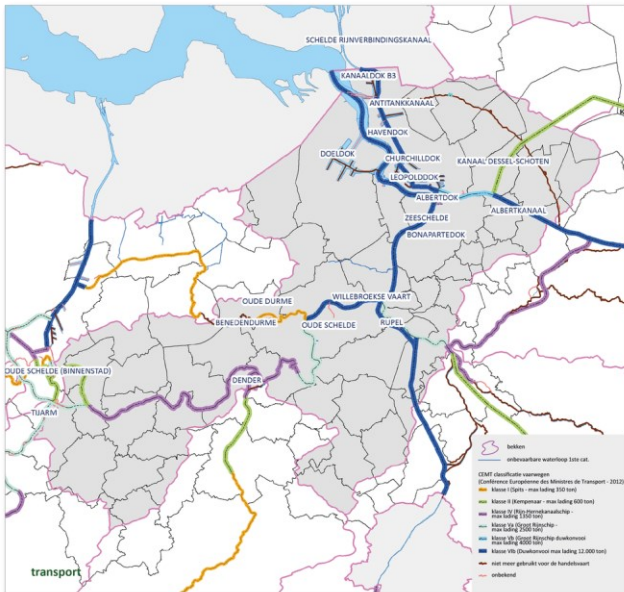 SCHELDE RIJNVERBINDINGSKANAAL
KANAALDOK B3
ANTITANKKANAAL
HAVENDOK
DOELDOK
CHURCHILLDOK
KANAAL DESSEL-SCHOTEN
LEOPOLDDOK
ALBERTDOK
ALBERTKANAAL
ZEESCHELDE
BONAPARTEDOK
OUDE DURME
WILLEBROEKSE VAART
BENEDENDURME
OUDE SCHELDE
RUPEL
OUDE SCHELDE (BINNENSTAD)
DENDER
TIJARM
bekken
onbevaarbare waterloop 1ste cat.
CEMT classificatie vaarwegen
(Conférence Européenne des Ministres de Transport - 2012)
klasse I (Spits - max lading 350 ton)
klasse II (Kempenaar - max lading 600 ton)
klasse IV (Rijn-Hernekanaalschip -
max lading 1350 ton)
klasse Va (Groot Rijnschip -
max lading 2500 ton)
klasse Vb (Groot Rijnschip duwkonvooi
max lading 4000 ton)
klasse VIb (Duwkonvooi max lading 12.000 ton)
niet meer gebruikt voor de handelsvaart
onbekend
transport